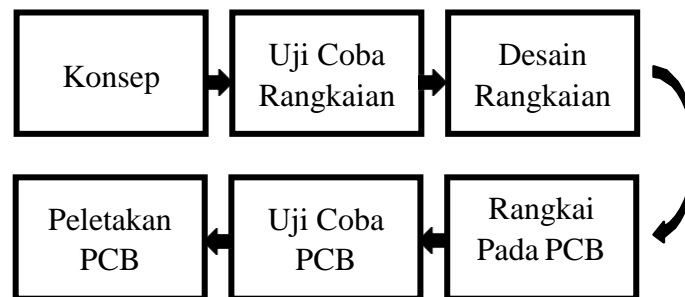 Konsep
Uji Coba
Rangkaian
Desain
Rangkaian
Rangkai
Pada PCB
Uji Coba
PCB
Peletakan
PCB